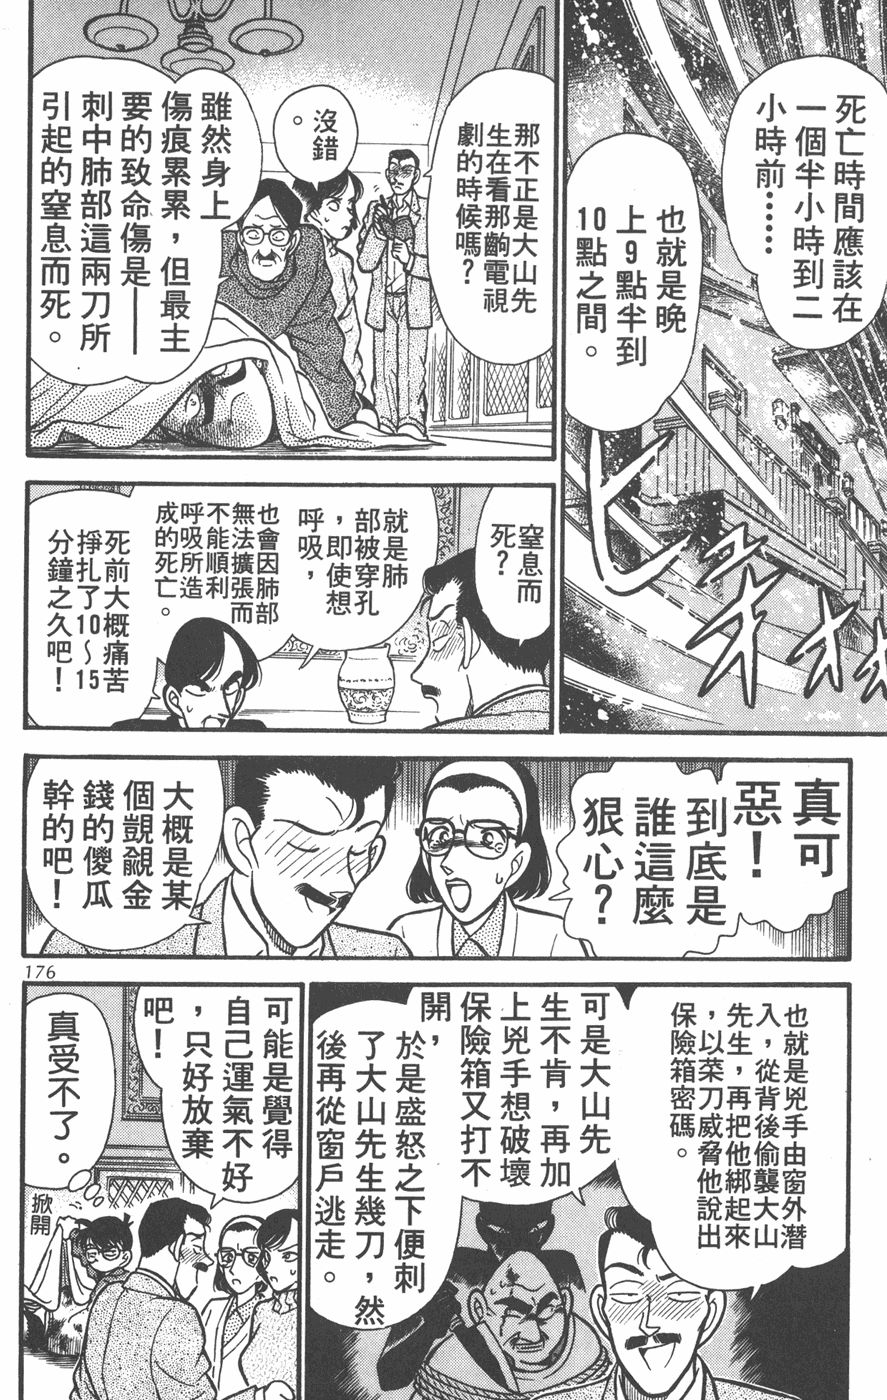 死亡時間應該在
一個半小時到二
小時前……
也就是晚
上9點半到
10點之間。
那不正是大山先
生在看那齣電視
劇的時候嗎？
沒錯
。
雖然身上
傷痕累累，但最主
要的致命傷是——
刺中肺部這兩刀所
引起的窒息而死。
窒息而
死？
就是肺
部被穿孔
，即使想
呼吸，
也會因肺部
無法擴張而
不能順利
呼吸所造
成的死亡。
死前大概痛苦
掙扎了10～15
分鐘之久吧！
真可
惡！
到底是
誰這麼
狠心？
大概是某
個覬覦金
錢的傻瓜
幹的吧！
176
也就是兇手由窗外潛
入，從背後偷襲大山
先生，再把他綁起來
，以菜刀威脅他說出
保險箱密碼。
可是大山先
生不肯，再加
上兇手想破壞
保險箱又打不
開，
於是盛怒之下便刺
了大山先生幾刀，然
後再從窗戶逃走。
可能是覺得
自己運氣不好
，只好放棄
吧！
真受不了。
掀開